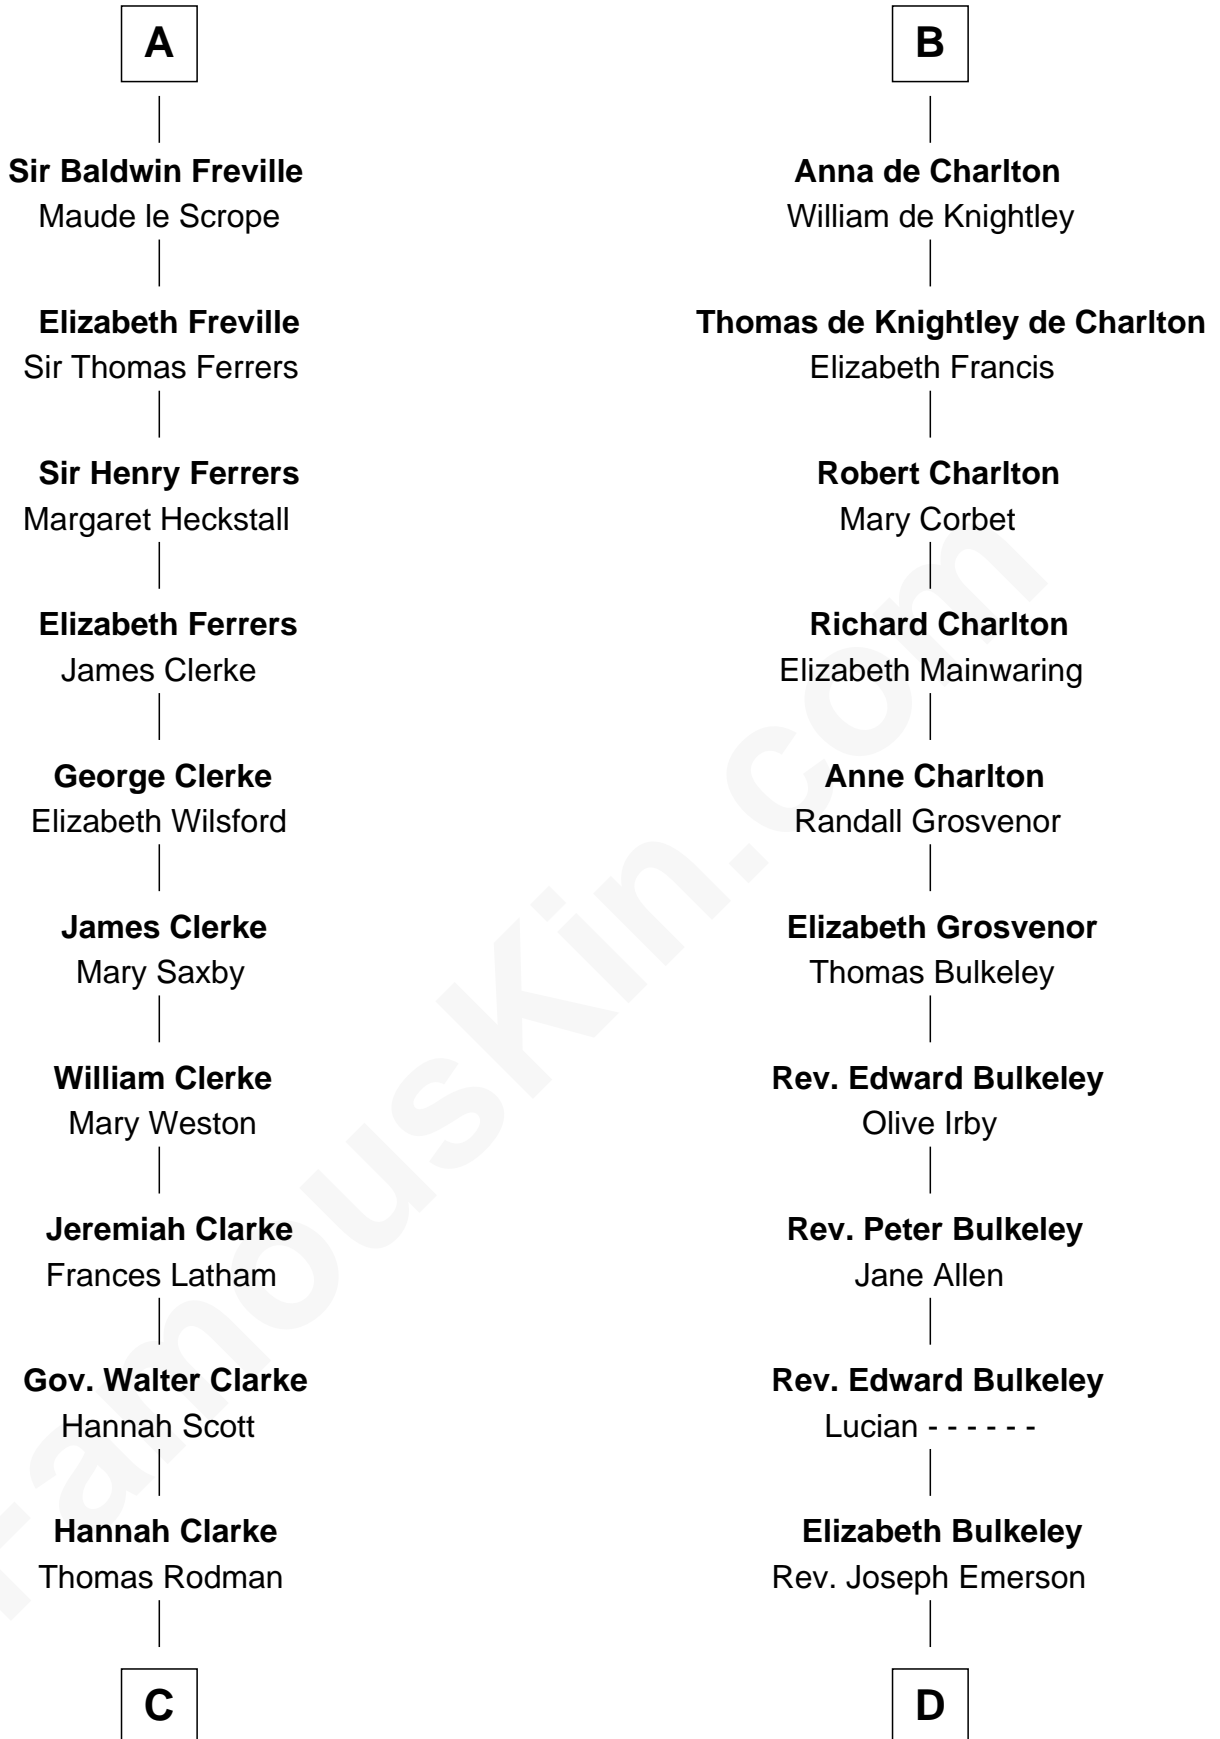 A
Sir Baldwin Freville
Maude le Scrope
Elizabeth Freville
Sir Thomas Ferrers
Sir Henry Ferrers
Margaret Heckstall
Elizabeth Ferrers
James Clerke
George Clerke
Elizabeth Wilsford
James Clerke
Mary Saxby
William Clerke
Mary Weston
Jeremiah Clarke
Frances Latham
Gov. Walter Clarke
Hannah Scott
Hannah Clarke
Thomas Rodman
C
B
Anna de Charlton
William de Knightley
Thomas de Knightley de Charlton
Elizabeth Francis
Robert Charlton
Mary Corbet
Richard Charlton
Elizabeth Mainwaring
Anne Charlton
Randall Grosvenor
Elizabeth Grosvenor
Thomas Bulkeley
Rev. Edward Bulkeley
Olive Irby
Rev. Peter Bulkeley
Jane Allen
Rev. Edward Bulkeley
Lucian - - - - - -
Elizabeth Bulkeley
Rev. Joseph Emerson
D
FamousKin.com